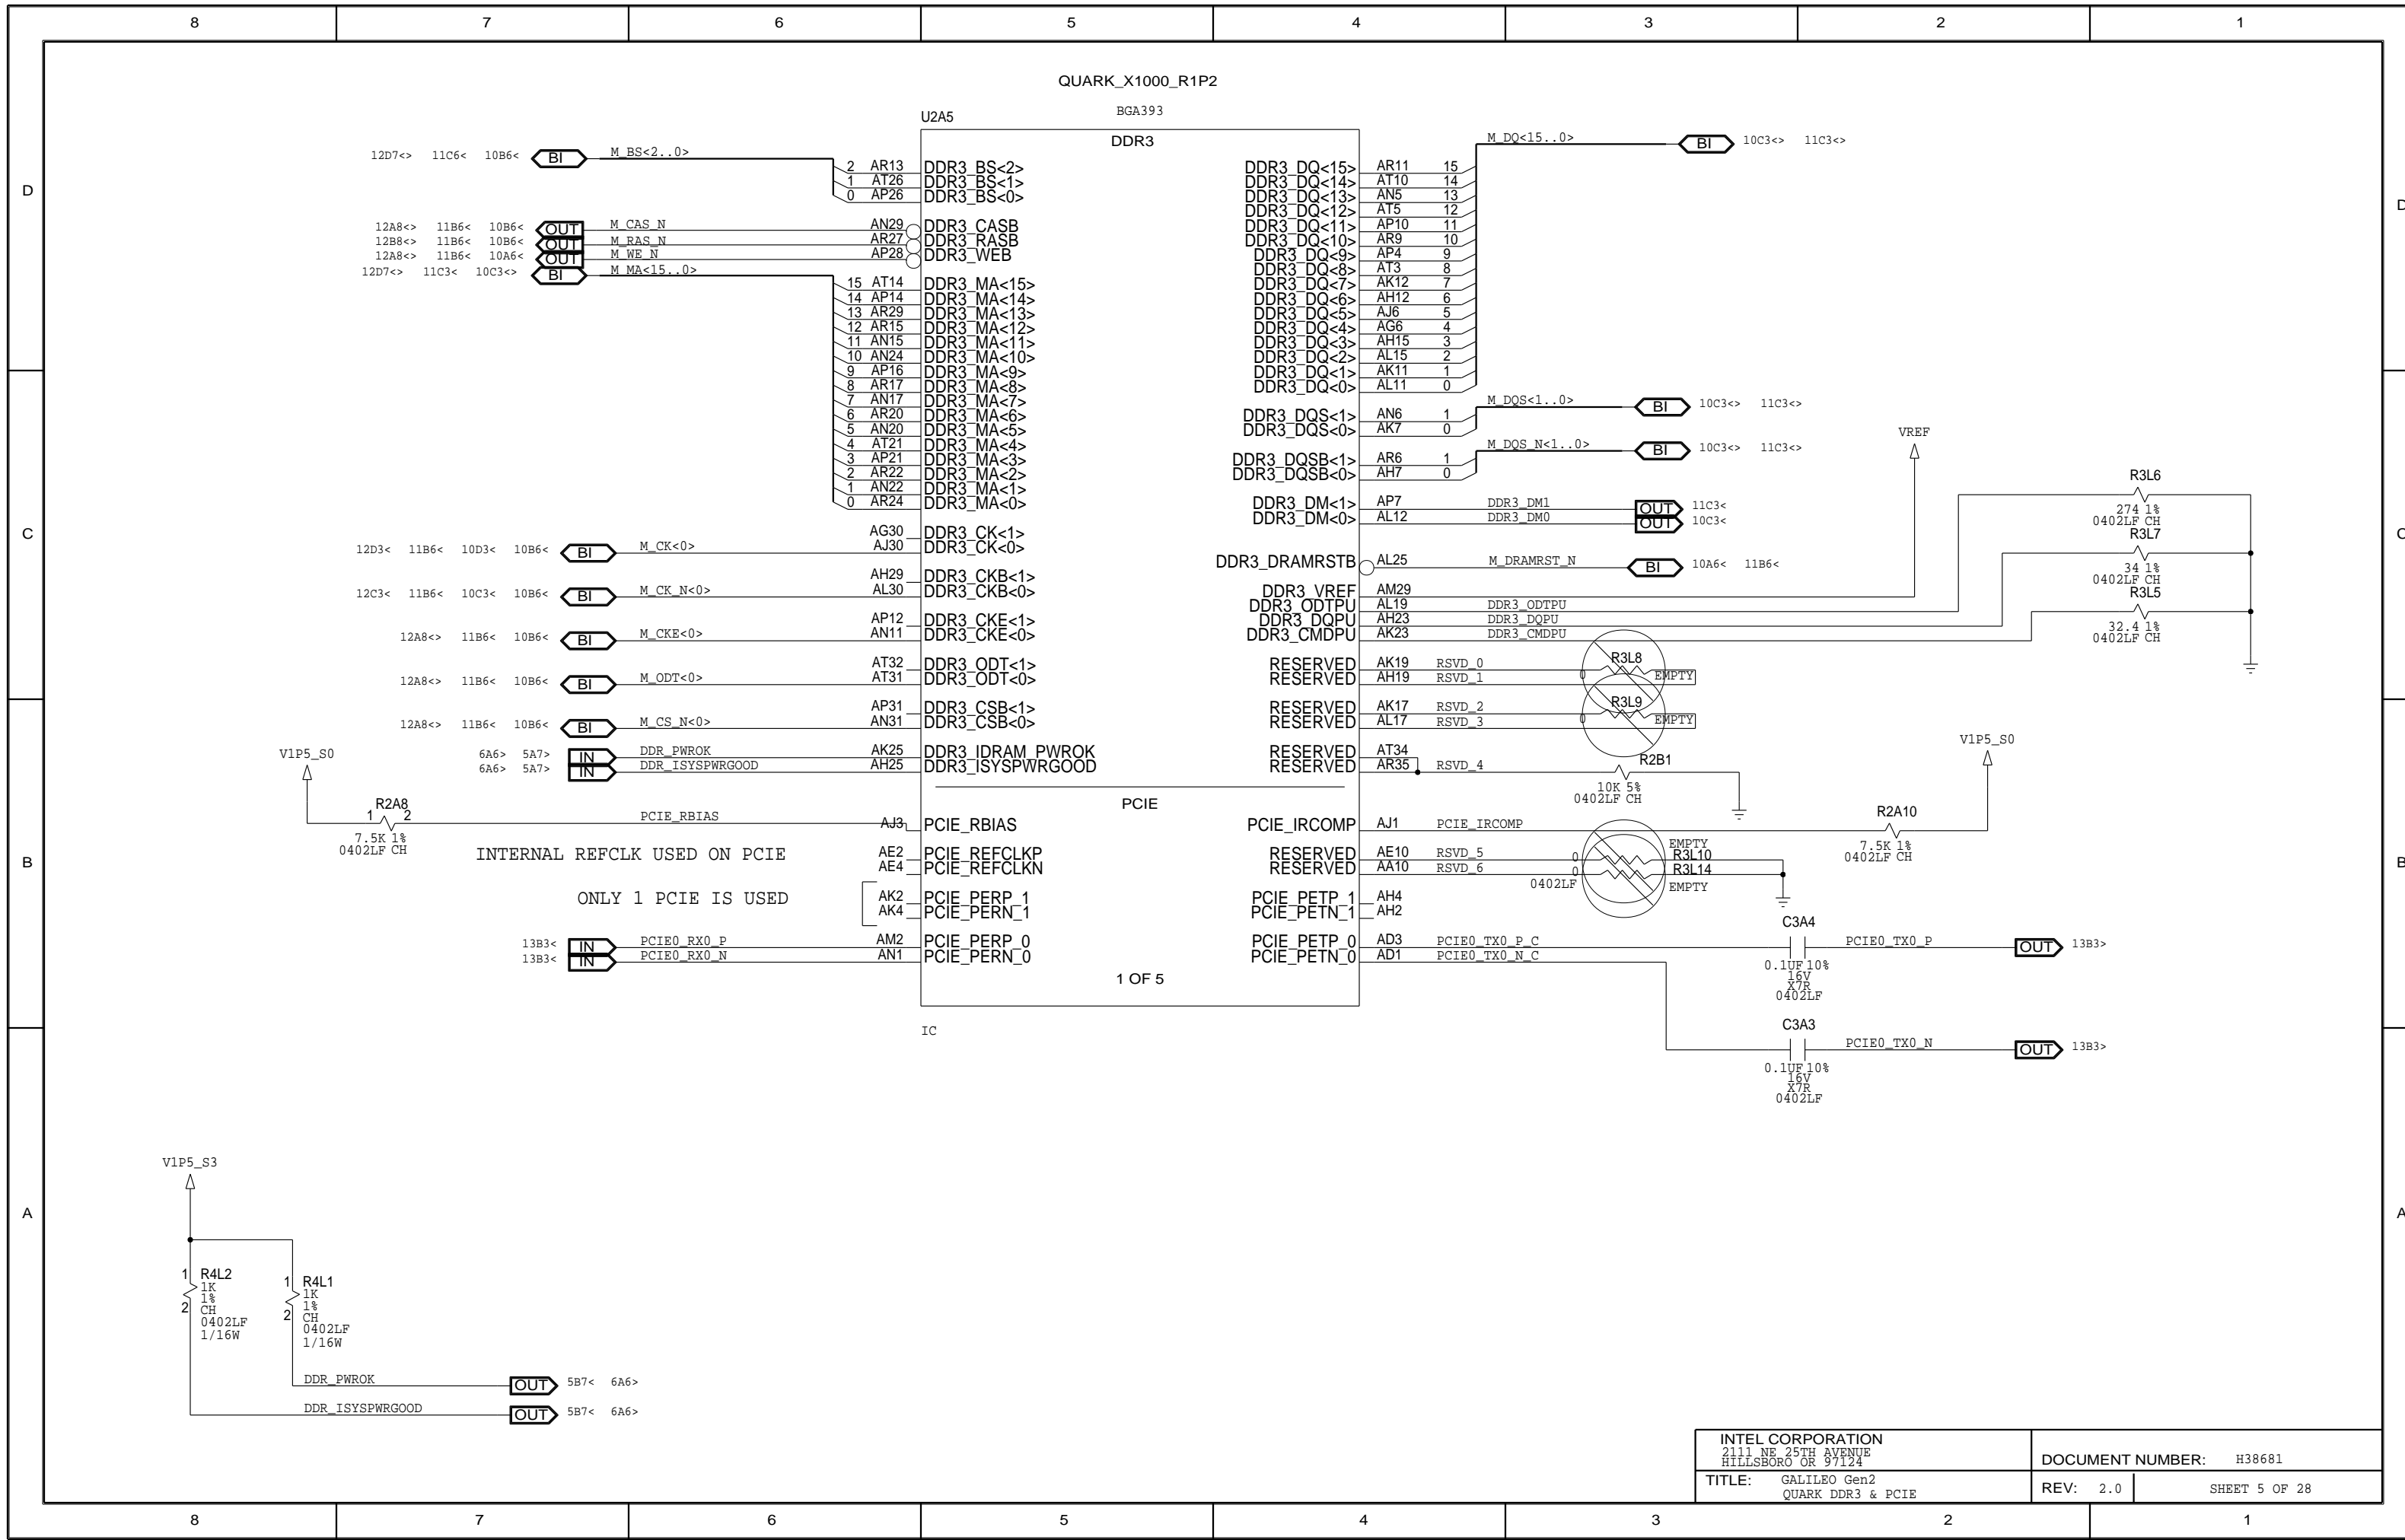 8 7 6 5 4 3 2 1
QUARK_X1000_R1P2
BGA393
U2A5
DDR3
12D7<> 11C6< 10B6< BI M_BS<2..0>
2 AR13 DDR3_BS<2>
1 AT26 DDR3_BS<1>
0 AP26 DDR3_BS<0>
12A8<> 11B6< 10B6< OUT M_CAS_N AN29 DDR3_CASB
12B8<> 11B6< 10B6< OUT M_RAS_N AR27 DDR3_RASB
12A8<> 11B6< 10A6< OUT M_WE_N AP28 DDR3_WEB
12D7<> 11C3< 10C3<> BI M_MA<15..0>
15 AT14 DDR3_MA<15>
14 AP14 DDR3_MA<14>
13 AR29 DDR3_MA<13>
12 AR15 DDR3_MA<12>
11 AN15 DDR3_MA<11>
10 AN24 DDR3_MA<10>
9 AP16 DDR3_MA<9>
8 AR17 DDR3_MA<8>
7 AN17 DDR3_MA<7>
6 AR20 DDR3_MA<6>
5 AN20 DDR3_MA<5>
4 AT21 DDR3_MA<4>
3 AP21 DDR3_MA<3>
2 AR22 DDR3_MA<2>
1 AN22 DDR3_MA<1>
0 AR24 DDR3_MA<0>
AG30 DDR3_CK<1>
12D3< 11B6< 10D3< 10B6< BI M_CK<0> AJ30 DDR3_CK<0>
AH29 DDR3_CKB<1>
12C3< 11B6< 10C3< 10B6< BI M_CK_N<0> AL30 DDR3_CKB<0>
AP12 DDR3_CKE<1>
12A8<> 11B6< 10B6< BI M_CKE<0> AN11 DDR3_CKE<0>
AT32 DDR3_ODT<1>
12A8<> 11B6< 10B6< BI M_ODT<0> AT31 DDR3_ODT<0>
AP31 DDR3_CSB<1>
12A8<> 11B6< 10B6< BI M_CS_N<0> AN31 DDR3_CSB<0>
6A6> 5A7> IN DDR_PWROK AK25 DDR3_IDRAM_PWROK
6A6> 5A7> IN DDR_ISYSPWRGOOD AH25 DDR3_ISYSPWRGOOD
V1P5_S0
R2A8
1 2
7.5K 1%
0402LF CH
PCIE_RBIAS AJ3 PCIE_RBIAS
INTERNAL REFCLK USED ON PCIE
AE2 PCIE_REFCLKP
AE4 PCIE_REFCLKN
ONLY 1 PCIE IS USED
AK2 PCIE_PERP_1
AK4 PCIE_PERN_1
13B3< IN PCIE0_RX0_P AM2 PCIE_PERP_0
13B3< IN PCIE0_RX0_N AN1 PCIE_PERN_0
PCIE
1 OF 5
IC
M_DQ<15..0> BI 10C3<> 11C3<>
DDR3_DQ<15> AR11 15
DDR3_DQ<14> AT10 14
DDR3_DQ<13> AN5 13
DDR3_DQ<12> AT5 12
DDR3_DQ<11> AP10 11
DDR3_DQ<10> AR9 10
DDR3_DQ<9> AP4 9
DDR3_DQ<8> AT3 8
DDR3_DQ<7> AK12 7
DDR3_DQ<6> AH12 6
DDR3_DQ<5> AJ6 5
DDR3_DQ<4> AG6 4
DDR3_DQ<3> AH15 3
DDR3_DQ<2> AL15 2
DDR3_DQ<1> AK11 1
DDR3_DQ<0> AL11 0
M_DQS<1..0> BI 10C3<> 11C3<>
DDR3_DQS<1> AN6 1
DDR3_DQS<0> AK7 0
M_DQS_N<1..0> BI 10C3<> 11C3<>
DDR3_DQSB<1> AR6 1
DDR3_DQSB<0> AH7 0
DDR3_DM<1> AP7 DDR3_DM1 OUT 11C3<
DDR3_DM<0> AL12 DDR3_DM0 OUT 10C3<
DDR3_DRAMRSTB AL25 M_DRAMRST_N BI 10A6< 11B6<
VREF
DDR3_VREF AM29
DDR3_ODTPU AL19 DDR3_ODTPU
DDR3_DQPU AH23 DDR3_DQPU
DDR3_CMDPU AK23 DDR3_CMDPU
R3L6
274 1%
0402LF CH
R3L7
34 1%
0402LF CH
R3L5
32.4 1%
0402LF CH
RESERVED AK19 RSVD_0
RESERVED AH19 RSVD_1
R3L8
0 EMPTY
RESERVED AK17 RSVD_2
RESERVED AL17 RSVD_3
R3L9
0 EMPTY
RESERVED AT34
RESERVED AR35 RSVD_4
R2B1
10K 5%
0402LF CH
V1P5_S0
PCIE_IRCOMP AJ1 PCIE_IRCOMP
R2A10
7.5K 1%
0402LF CH
RESERVED AE10 RSVD_5
RESERVED AA10 RSVD_6
EMPTY
0 R3L10
0 R3L14
0402LF EMPTY
PCIE_PETP_1 AH4
PCIE_PETN_1 AH2
PCIE_PETP_0 AD3 PCIE0_TX0_P_C
PCIE_PETN_0 AD1 PCIE0_TX0_N_C
C3A4
0.1UF 10%
16V
X7R
0402LF
PCIE0_TX0_P OUT 13B3>
C3A3
0.1UF 10%
16V
X7R
0402LF
PCIE0_TX0_N OUT 13B3>
V1P5_S3
1 R4L2
1K
1%
2 CH
0402LF
1/16W
1 R4L1
1K
1%
2 CH
0402LF
1/16W
DDR_PWROK OUT 5B7< 6A6>
DDR_ISYSPWRGOOD OUT 5B7< 6A6>
D D
C C
B B
A A
INTEL CORPORATION
2111 NE 25TH AVENUE
HILLSBORO OR 97124
DOCUMENT NUMBER: H38681
TITLE: GALILEO Gen2
QUARK DDR3 & PCIE
REV: 2.0 SHEET 5 OF 28
8 7 6 5 4 3 2 1